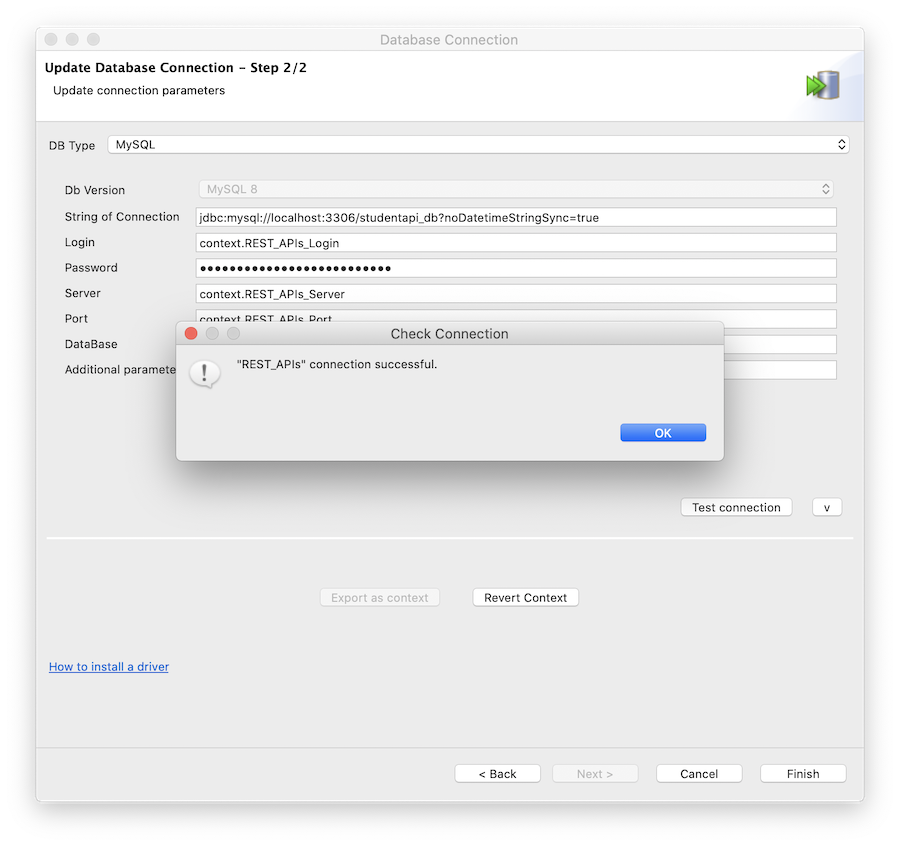 Database Connection
Update Database Connection – Step 2/2
Update connection parameters
DB Type MySQL
Db Version MySQL 8
String of Connection jdbc:mysql://localhost:3306/studentapi_db?noDatetimeStringSync=true
Login context.REST_APIs_Login
Password ••••••••••••••••••••••••••
Server context.REST_APIs_Server
Port context.REST_APIs_Port
Check Connection
DataBase
"REST_APIs" connection successful.
Additional paramete
!
OK
Test connection v
Export as context Revert Context
How to install a driver
< Back Next > Cancel Finish